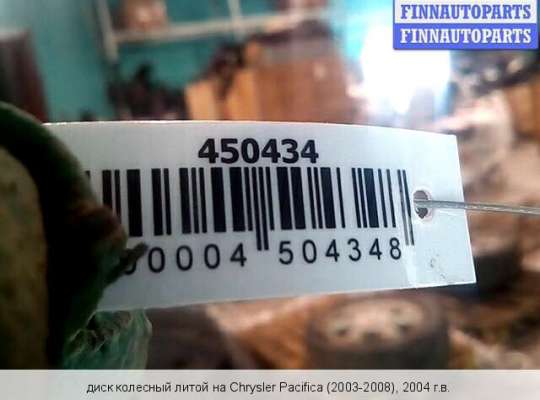 FINNAUTOPARTS
FINNAUTOPARTS
450434
00004 504348
диск колесный литой на Chrysler Pacifica (2003-2008), 2004 г.в.